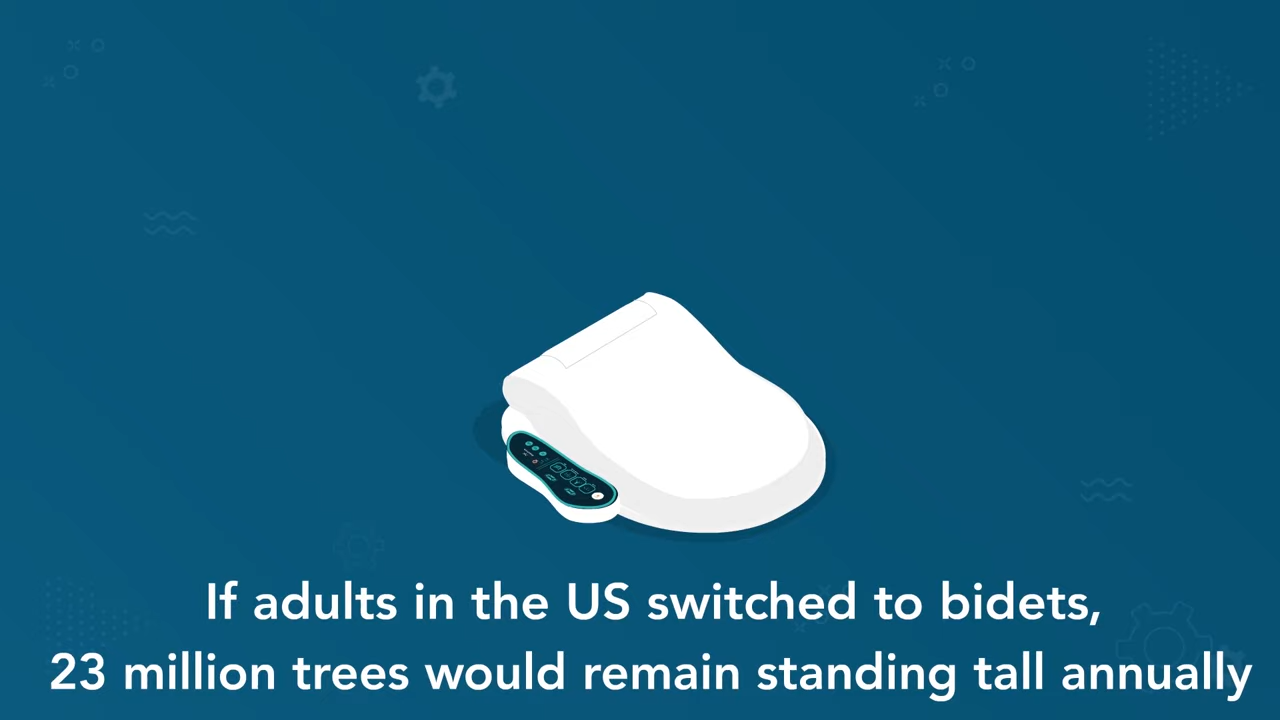 If adults in the US switched to bidets,
23 million trees would remain standing tall annually